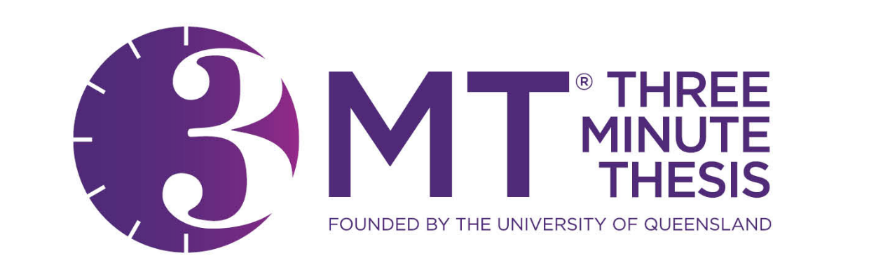 3MT® THREE
MINUTE
THESIS
FOUNDED BY THE UNIVERSITY OF QUEENSLAND